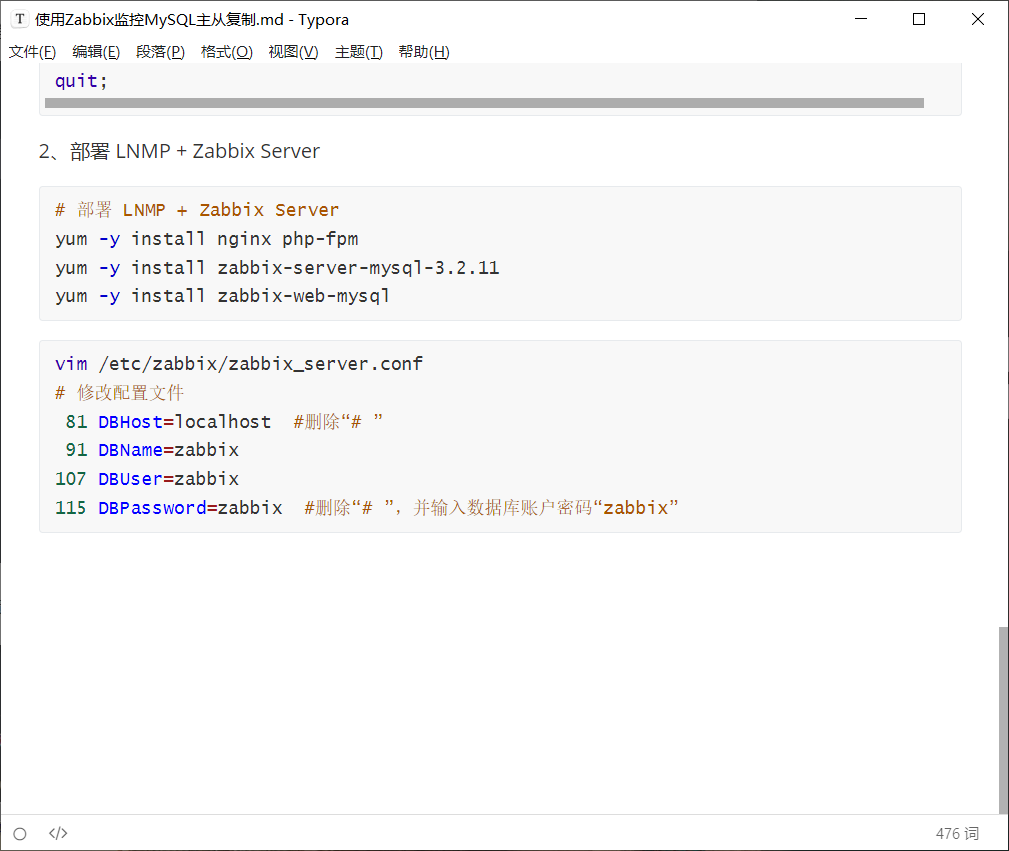 使用Zabbix监控MySQL主从复制.md - Typora
文件(F) 编辑(E) 段落(P) 格式(O) 视图(V) 主题(T) 帮助(H)
quit;
2、部署 LNMP + Zabbix Server
# 部署 LNMP + Zabbix Server
yum -y install nginx php-fpm
yum -y install zabbix-server-mysql-3.2.11
yum -y install zabbix-web-mysql
vim /etc/zabbix/zabbix_server.conf
# 修改配置文件
81 DBHost=localhost  #删除“# ”
91 DBName=zabbix
107 DBUser=zabbix
115 DBPassword=zabbix  #删除“# ”，并输入数据库账户密码“zabbix”
476 词